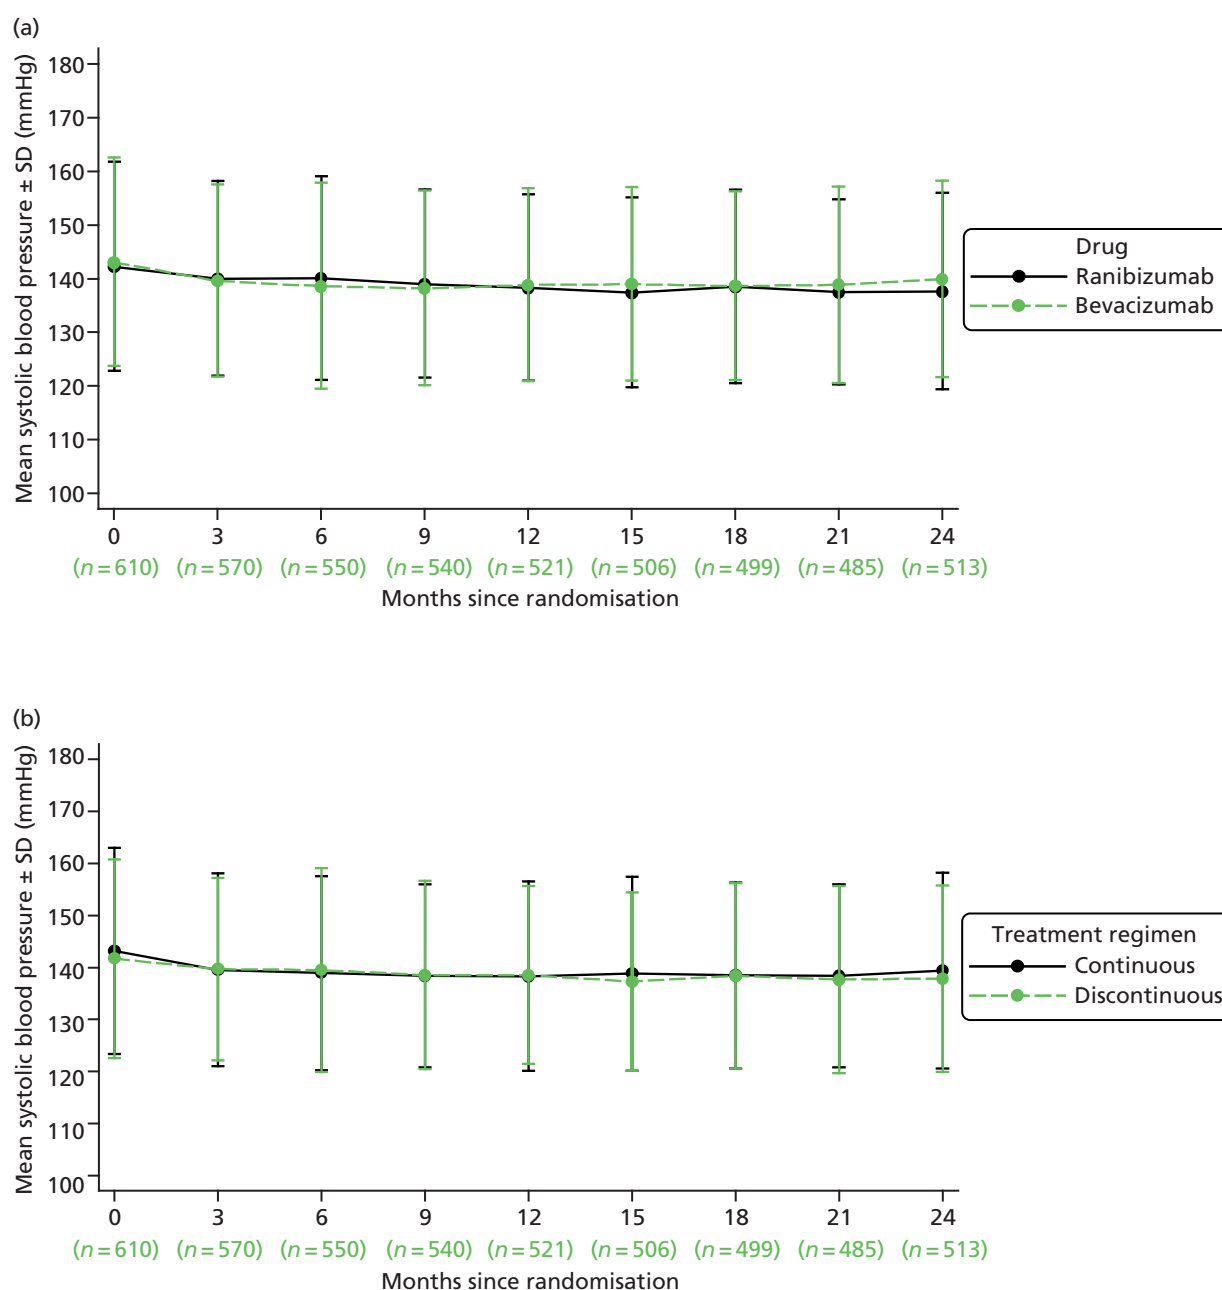 (a)
Mean systolic blood pressure ± SD (mmHg)
180
170
160
150
140
130
120
110
100
0 3 6 9 12 15 18 21 24
(n=610) (n=570) (n=550) (n=540) (n=521) (n=506) (n=499) (n=485) (n=513)
Months since randomisation
Drug
Ranibizumab
Bevacizumab
(b)
Mean systolic blood pressure ± SD (mmHg)
180
170
160
150
140
130
120
110
100
0 3 6 9 12 15 18 21 24
(n=610) (n=570) (n=550) (n=540) (n=521) (n=506) (n=499) (n=485) (n=513)
Months since randomisation
Treatment regimen
Continuous
Discontinuous